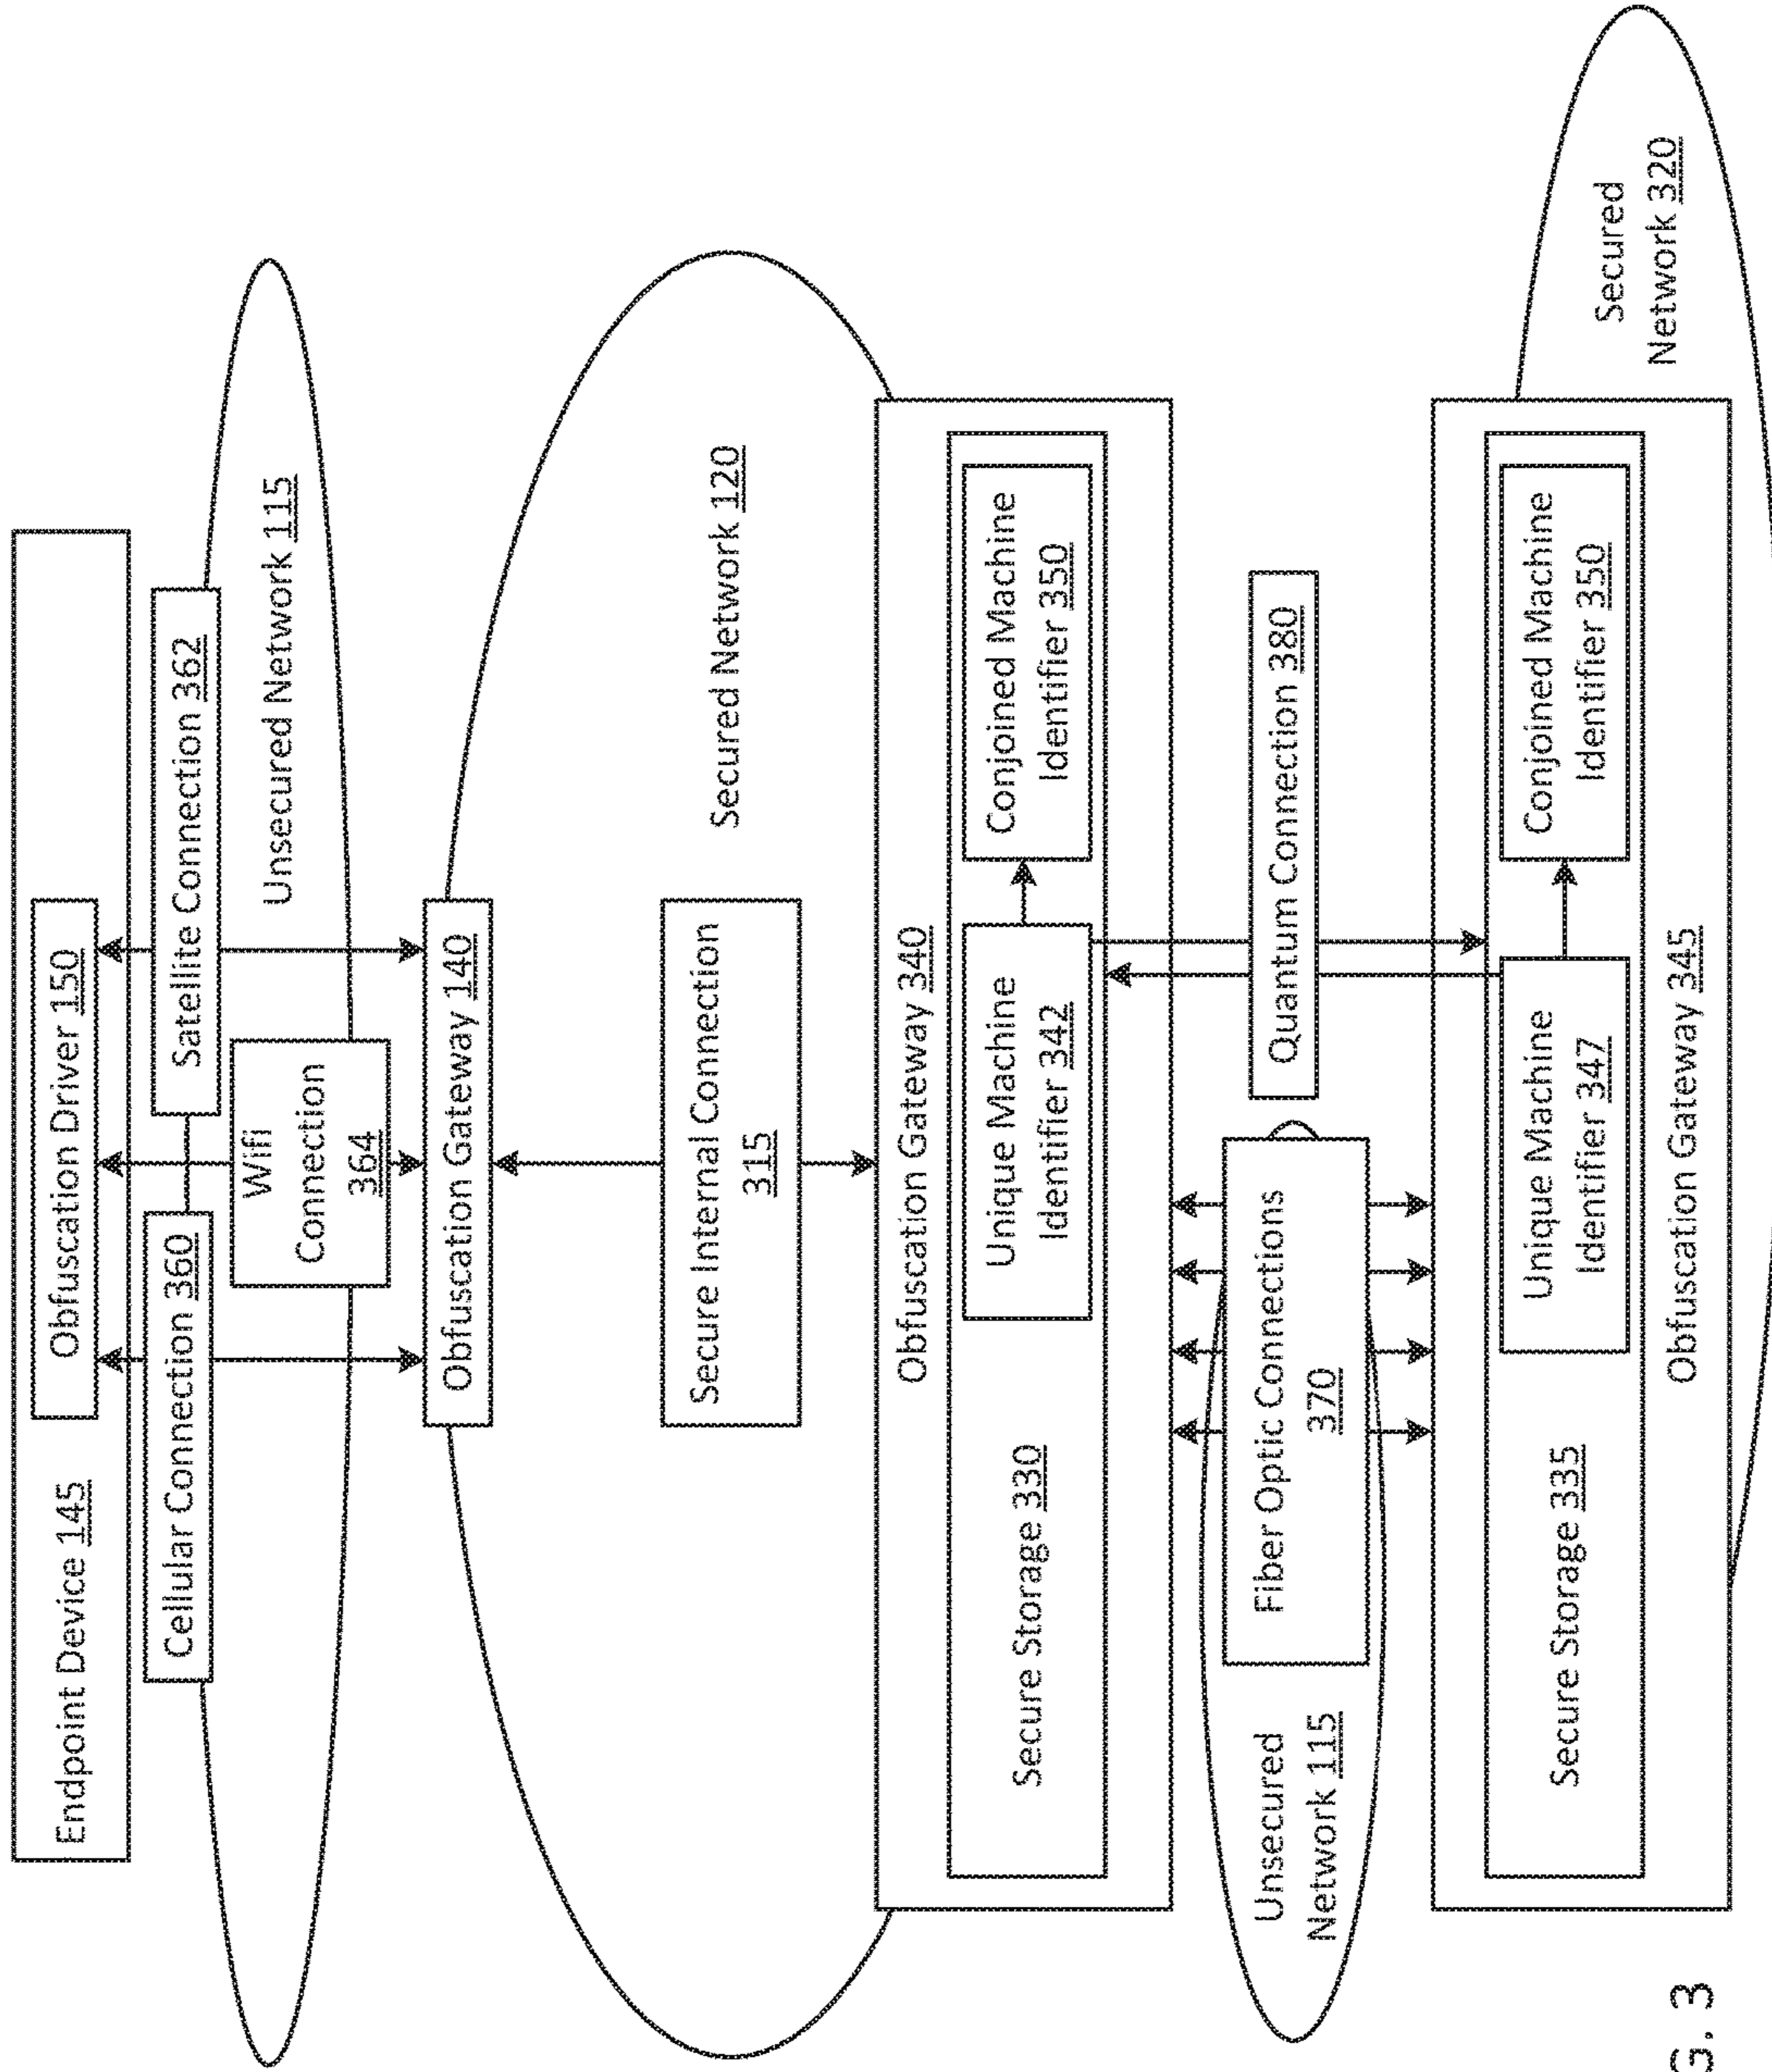 Endpoint Device 145
Obfuscation Driver 150
Cellular Connection 360
Satellite Connection 362
Wifi
Connection
364
Unsecured Network 115
Obfuscation Gateway 140
Secured Network 120
Secure Internal Connection
315
Obfuscation Gateway 340
Secure Storage 330
Unique Machine
Identifier 342
Conjoined Machine
Identifier 350
Unsecured
Network 115
Fiber Optic Connections
370
Quantum Connection 380
Secure Storage 335
Unique Machine
Identifier 347
Conjoined Machine
Identifier 350
Obfuscation Gateway 345
Secured
Network 320
G. 3